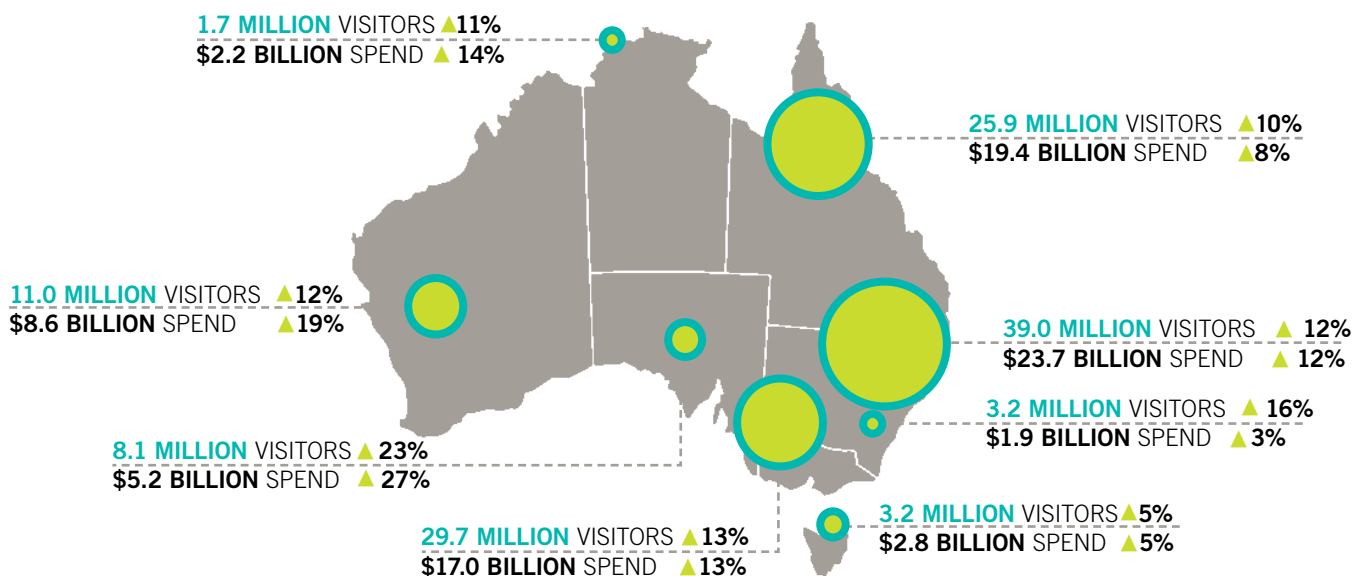 1.7 MILLION VISITORS ▲11%
$2.2 BILLION SPEND ▲ 14%
25.9 MILLION VISITORS ▲10%
$19.4 BILLION SPEND ▲8%
11.0 MILLION VISITORS ▲12%
$8.6 BILLION SPEND ▲19%
39.0 MILLION VISITORS ▲ 12%
$23.7 BILLION SPEND ▲ 12%
3.2 MILLION VISITORS ▲ 16%
$1.9 BILLION SPEND ▲ 3%
8.1 MILLION VISITORS ▲ 23%
$5.2 BILLION SPEND ▲ 27%
3.2 MILLION VISITORS ▲5%
$2.8 BILLION SPEND ▲5%
29.7 MILLION VISITORS ▲13%
$17.0 BILLION SPEND ▲13%